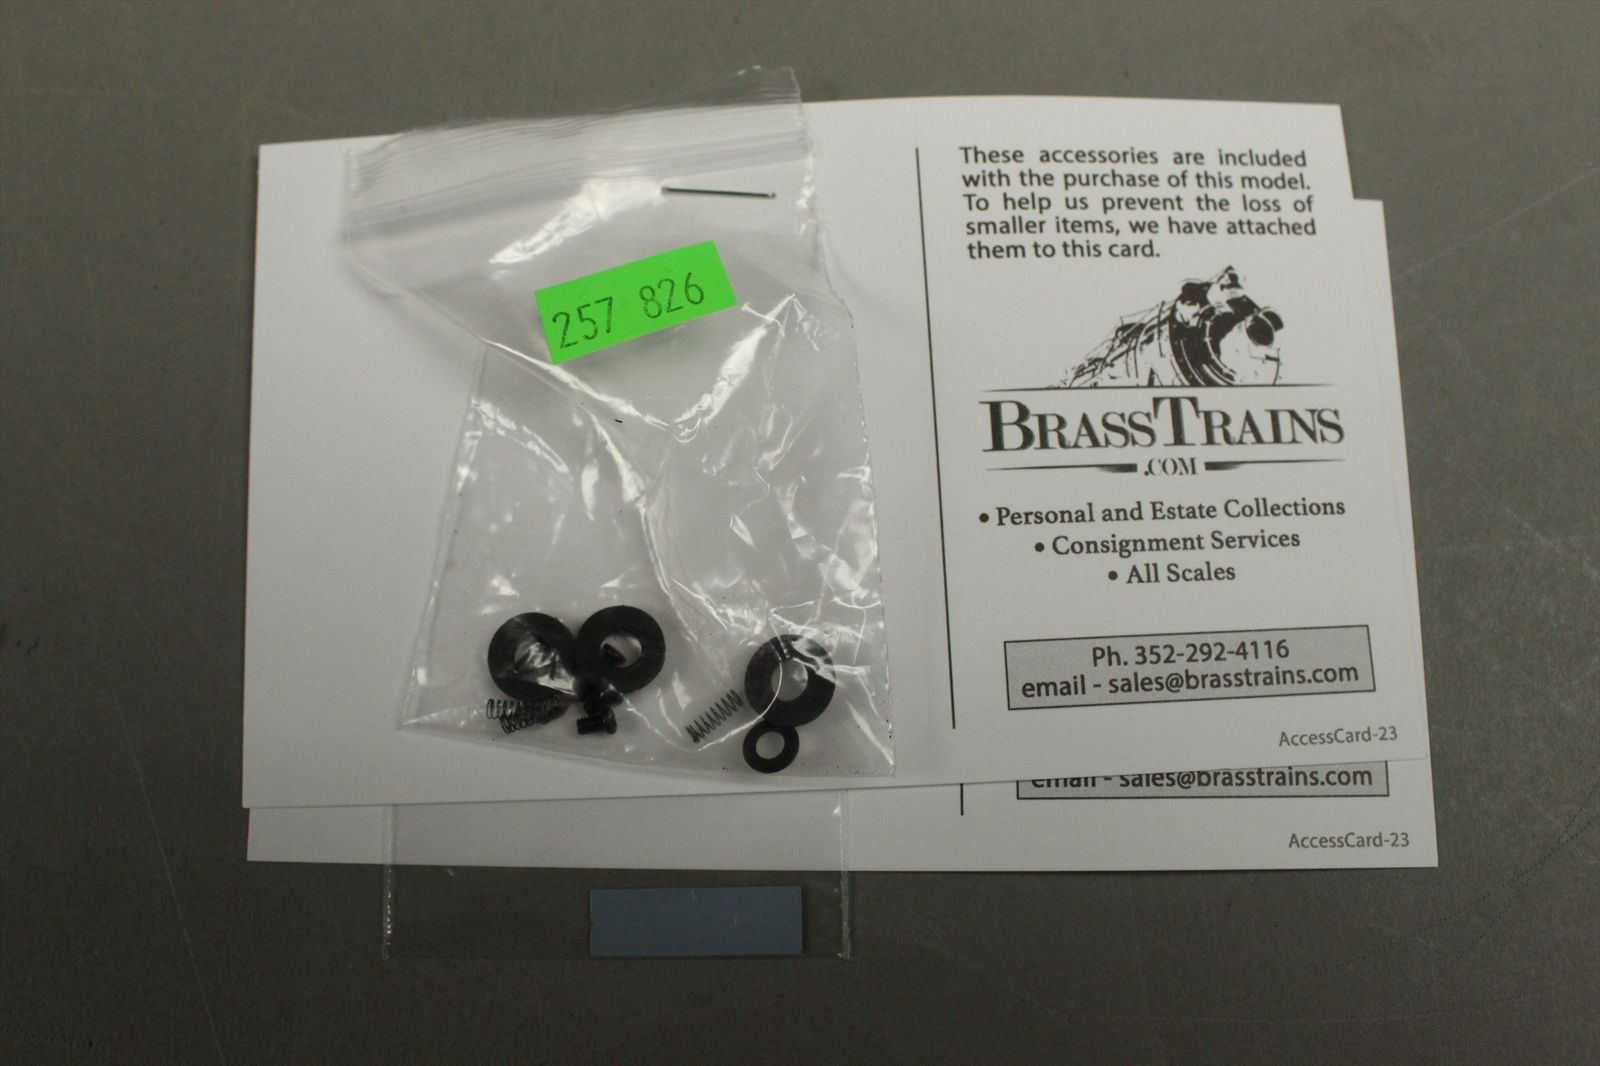 257 826
These accessories are included
with the purchase of this model.
To help us prevent the loss of
smaller items, we have attached
them to this card.
BRASSTRAINS
.COM
• Personal and Estate Collections
• Consignment Services
• All Scales
Ph. 352-292-4116
email - sales@brasstrains.com
AccessCard-23
email - sales@brasstrains.com
AccessCard-23